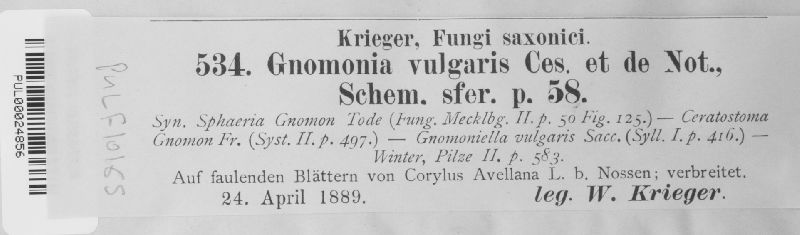 Krieger, Fungi saxonici.
534. Gnomonia vulgaris Ces. et de Not.,
Schem. sfer. p. 58.
Syn. Sphaeria Gnomon Tode (Fung. Mecklbg. II. p. 50 Fig. 125.) — Ceratostoma
Gnomon Fr. (Syst. II. p. 497.) — Gnomoniella vulgaris Sacc. (Syll. I. p. 416.) —
Winter, Pilze II. p. 583.
Auf faulenden Blättern von Corylus Avellana L. b. Nossen; verbreitet.
24. April 1889. leg. W. Krieger.
PUL00024856
PUL F10165